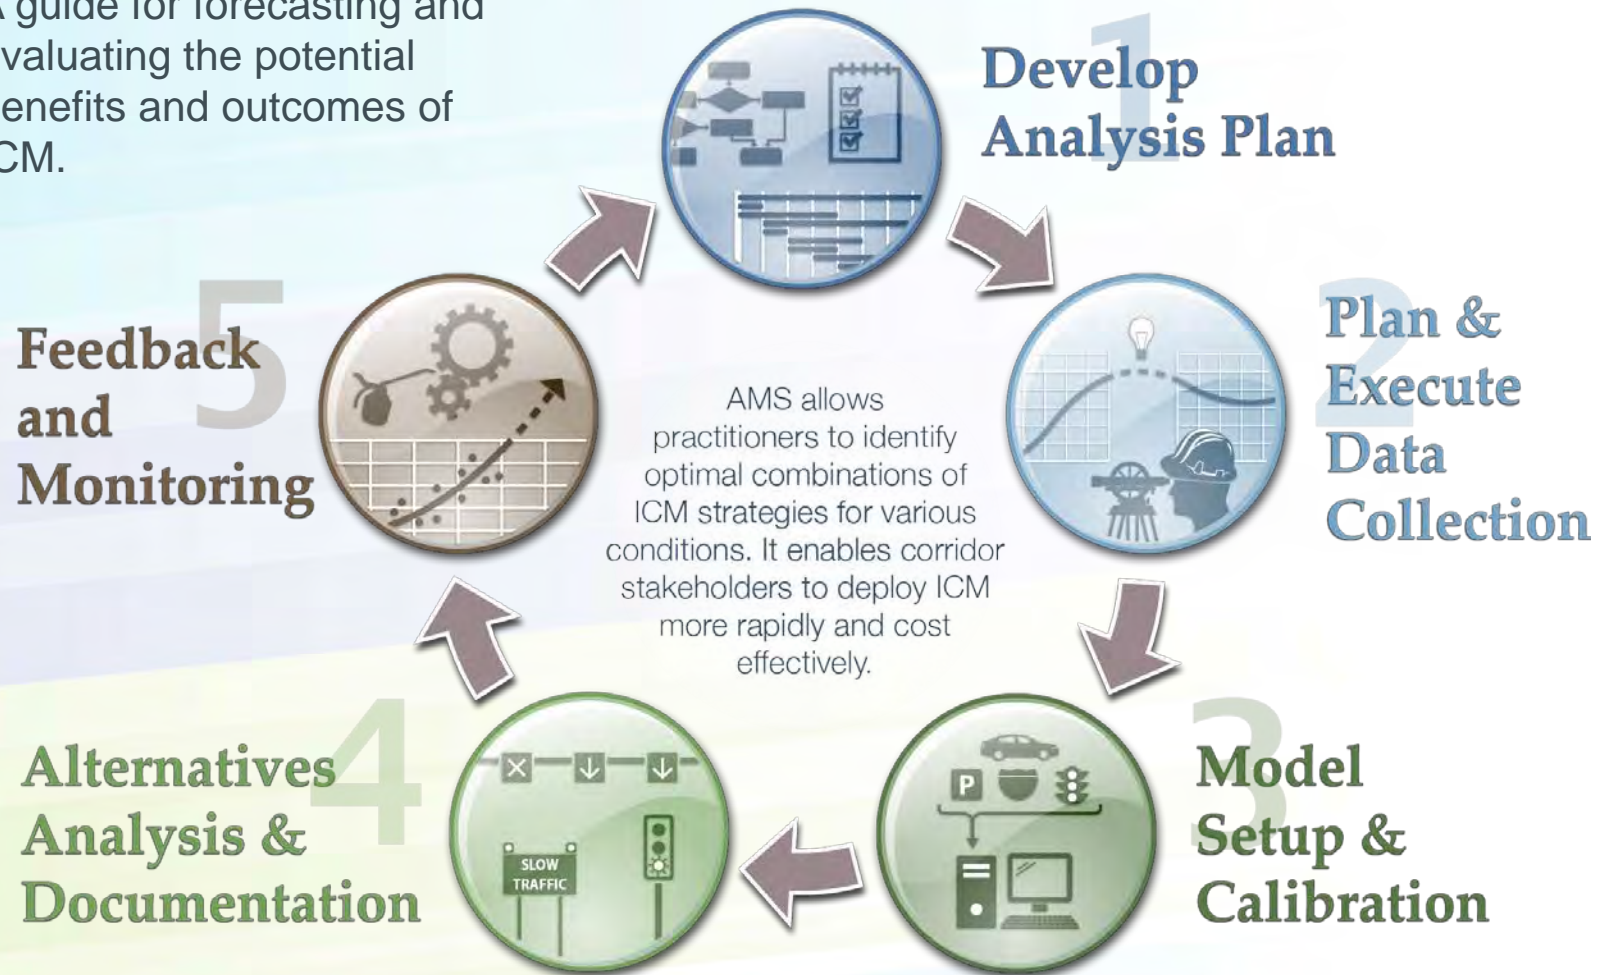 A guide for forecasting and
valuating the potential
enefits and outcomes of
CM.
1
Develop
Analysis Plan
2
Plan &
Execute
Data
Collection
3
Model
Setup &
Calibration
P
4
Alternatives
Analysis &
Documentation
SLOW
TRAFFIC
5
Feedback
and
Monitoring
AMS allows
practitioners to identify
optimal combinations of
ICM strategies for various
conditions. It enables corridor
stakeholders to deploy ICM
more rapidly and cost
effectively.